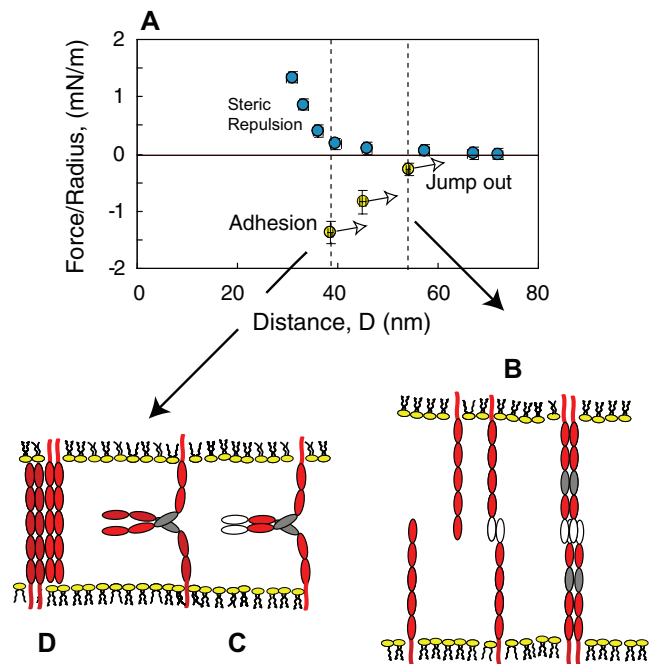 A
2
1
0
-1
-2
Force/Radius, (mN/m)
Steric
Repulsion
Adhesion
Jump out
0 20 40 60 80
Distance, D (nm)
B
D C